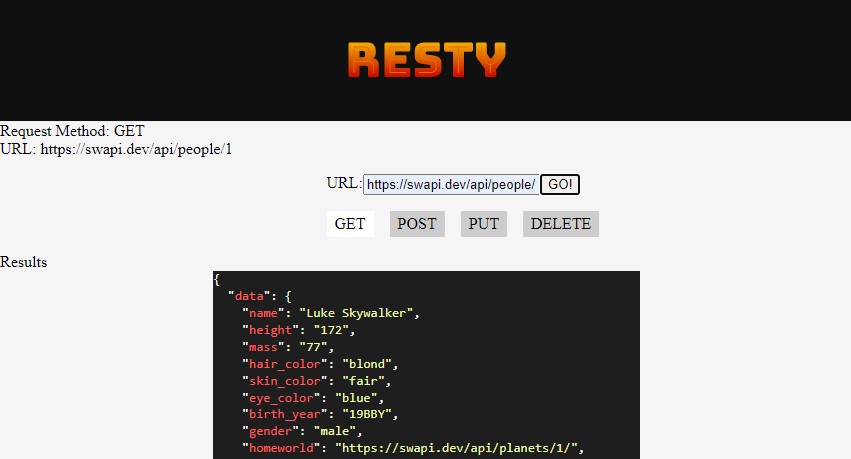 RESTY
Request Method: GET
URL: https://swapi.dev/api/people/1
URL: https://swapi.dev/api/people/ GO!
GET POST PUT DELETE
Results
{
"data": {
"name": "Luke Skywalker",
"height": "172",
"mass": "77",
"hair_color": "blond",
"skin_color": "fair",
"eye_color": "blue",
"birth_year": "19BBY",
"gender": "male",
"homeworld": "https://swapi.dev/api/planets/1/",